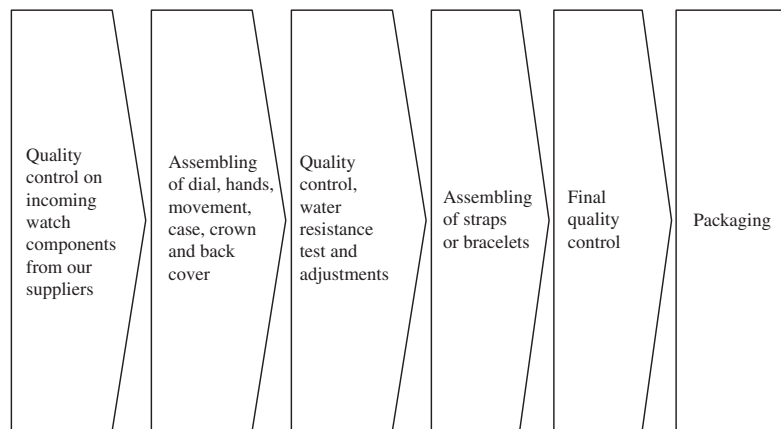 Quality
control on
incoming
watch
components
from our
suppliers
Assembling
of dial, hands,
movement,
case, crown
and back
cover
Quality
control,
water
resistance
test and
adjustments
Assembling
of straps
or bracelets
Final
quality
control
Packaging